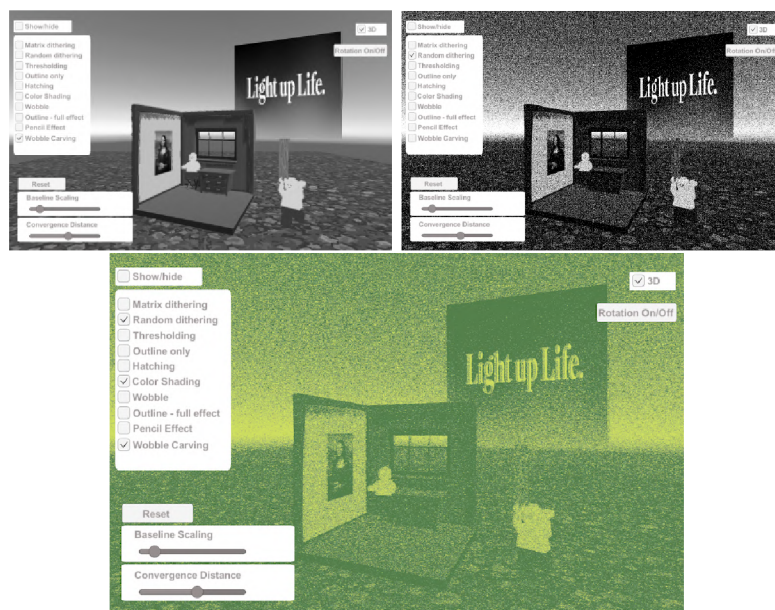 Show/hide
3D
Rotation On/Off
Matrix dithering
Random dithering
Thresholding
Outline only
Hatching
Color Shading
Wobble
Outline - full effect
Pencil Effect
Wobble Carving
Light up Life.
Reset
Baseline Scaling
Convergence Distance
Show/hide
3D
Rotation On/Off
Matrix dithering
Random dithering
Thresholding
Outline only
Hatching
Color Shading
Wobble
Outline - full effect
Pencil Effect
Wobble Carving
Light up Life.
Reset
Baseline Scaling
Convergence Distance
Show/hide
3D
Rotation On/Off
Matrix dithering
Random dithering
Thresholding
Outline only
Hatching
Color Shading
Wobble
Outline - full effect
Pencil Effect
Wobble Carving
Light up Life.
Reset
Baseline Scaling
Convergence Distance